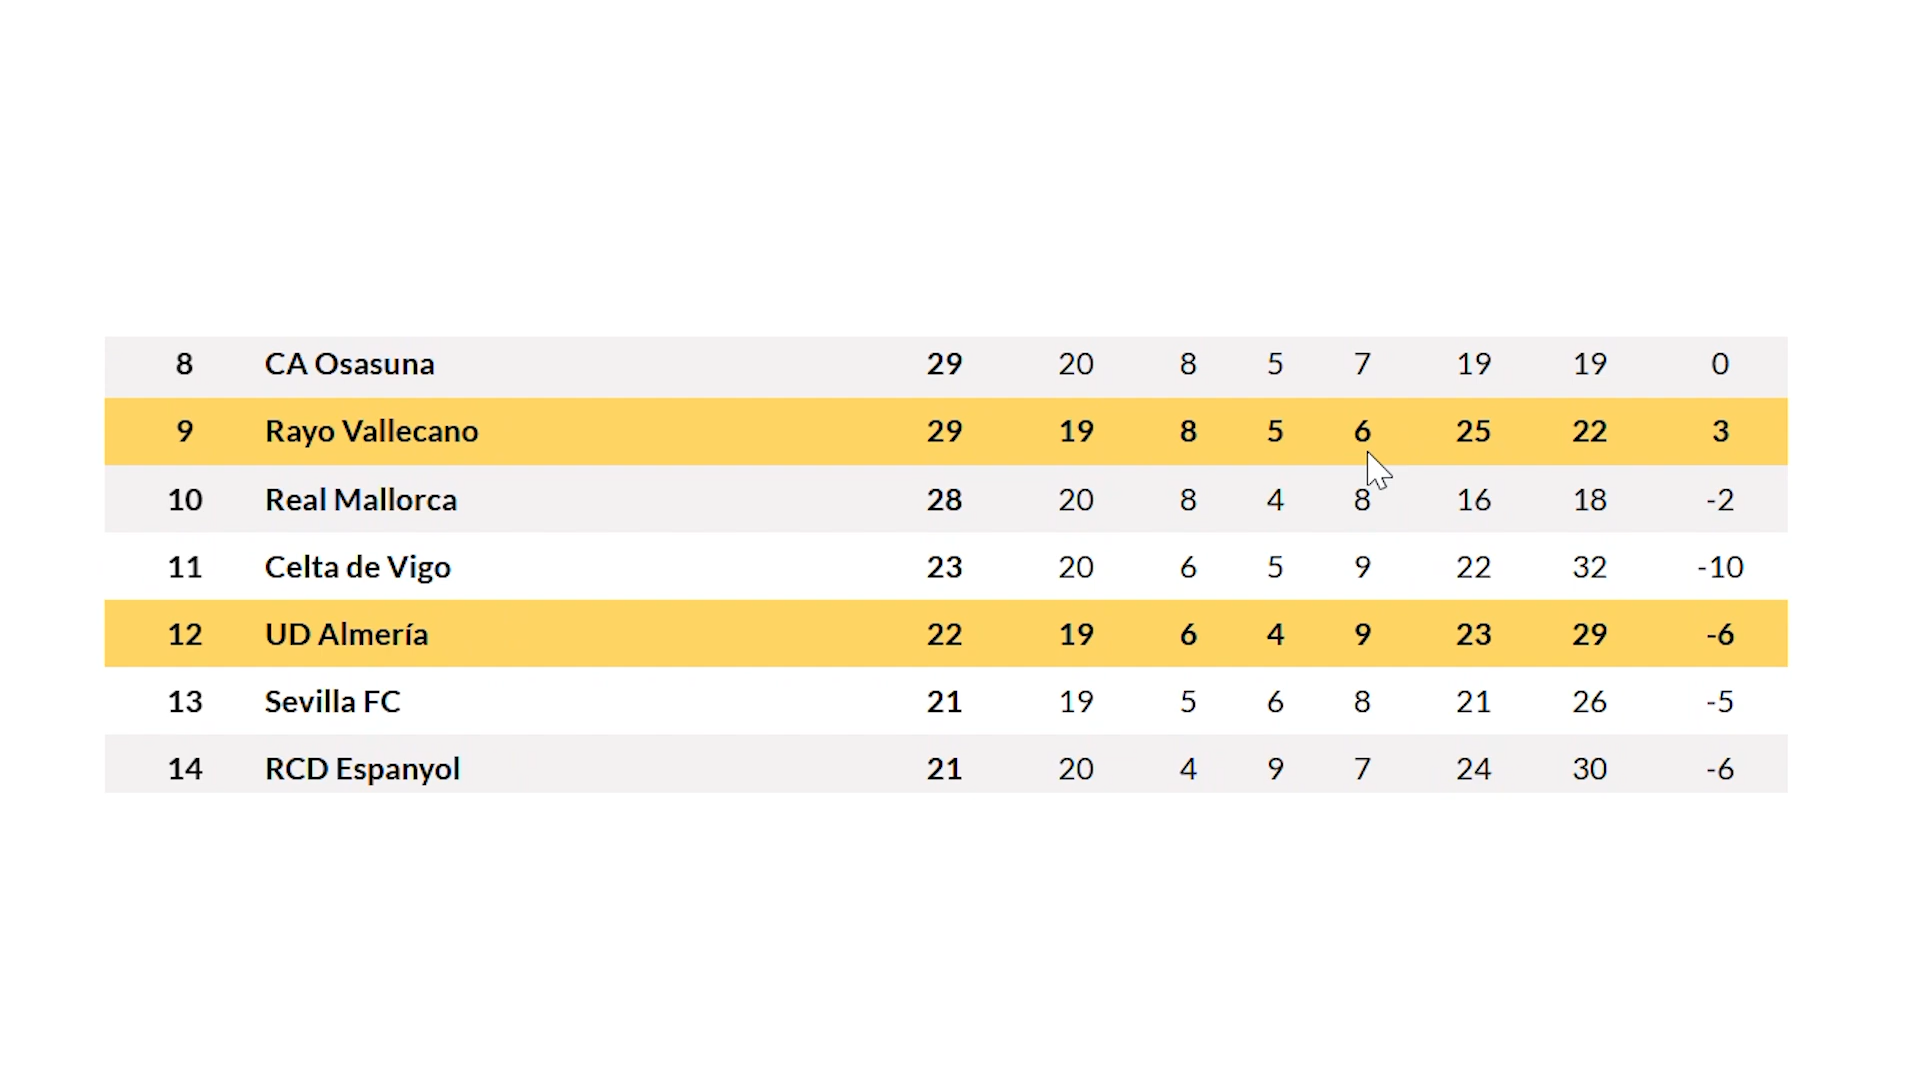 8 CA Osasuna 29 20 8 5 7 19 19 0
9 Rayo Vallecano 29 19 8 5 6 25 22 3
10 Real Mallorca 28 20 8 4 8 16 18 -2
11 Celta de Vigo 23 20 6 5 9 22 32 -10
12 UD Almería 22 19 6 4 9 23 29 -6
13 Sevilla FC 21 19 5 6 8 21 26 -5
14 RCD Espanyol 21 20 4 9 7 24 30 -6